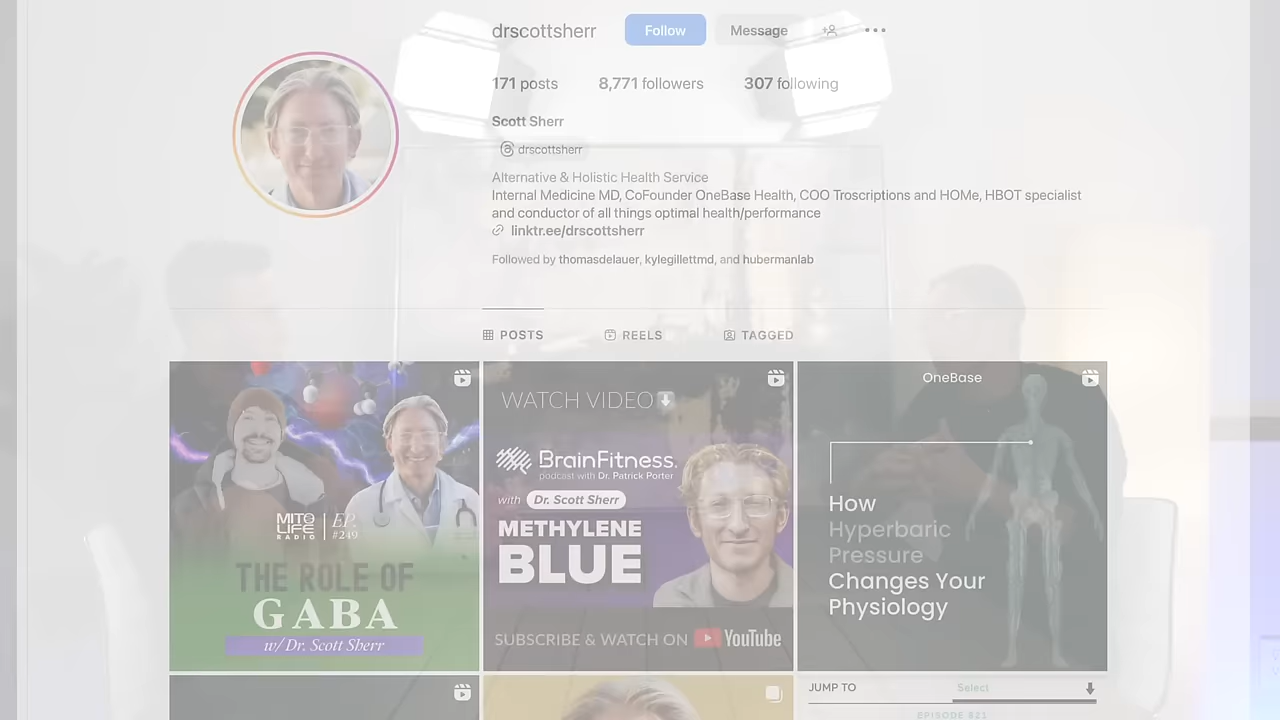 drscottsherr Follow Message
171 posts 8,771 followers 307 following
Scott Sherr
drscottsherr
Alternative & Holistic Health Service
Internal Medicine MD, CoFounder OneBase Health, COO Troscriptions and HOMe, HBOT specialist
and conductor of all things optimal health/performance
linktr.ee/drscottsherr
Followed by thomasdelauer, kylegillettmd, and hubermanlab
POSTS REELS TAGGED
MITO LIFE RADIO EP. #249
THE ROLE OF
GABA
w/ Dr. Scott Sherr
WATCH VIDEO
BrainFitness.
podcast with Dr. Patrick Porter
with Dr. Scott Sherr
METHYLENE
BLUE
SUBSCRIBE & WATCH ON YouTube
OneBase
How
Hyperbaric
Pressure
Changes Your
Physiology
JUMP TO Select
EPISODE #21